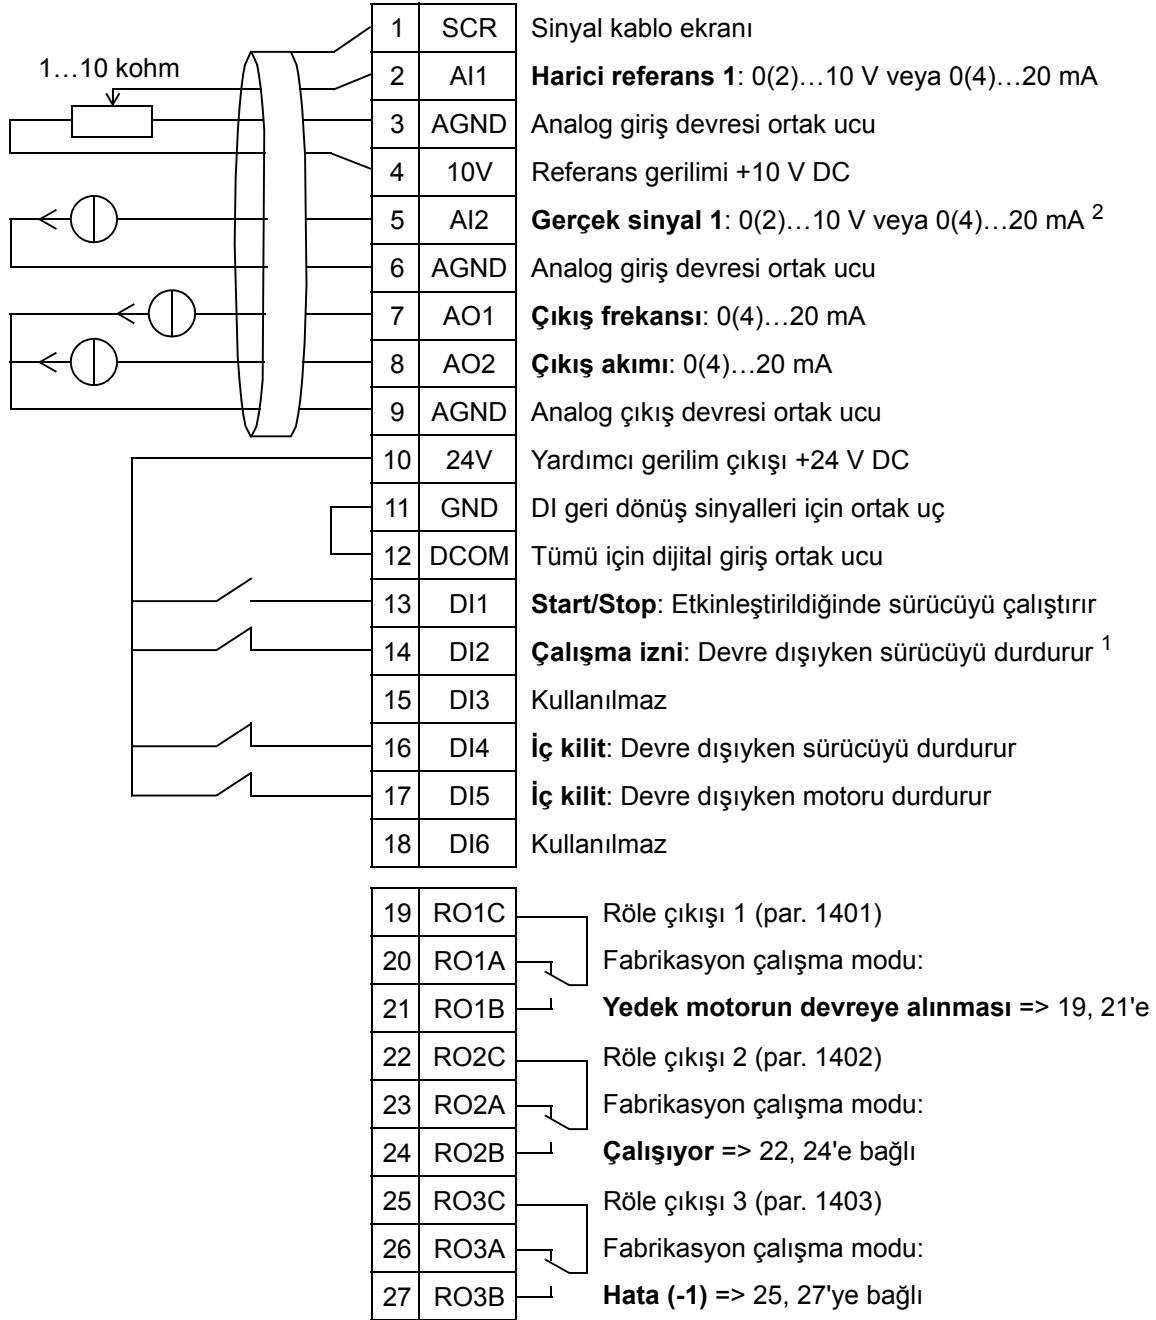 1 SCR Sinyal kablo ekranı
1…10 kohm
2 AI1 Harici referans 1: 0(2)…10 V veya 0(4)…20 mA
3 AGND Analog giriş devresi ortak ucu
4 10V Referans gerilimi +10 V DC
5 AI2 Gerçek sinyal 1: 0(2)…10 V veya 0(4)…20 mA 2
6 AGND Analog giriş devresi ortak ucu
7 AO1 Çıkış frekansı: 0(4)…20 mA
8 AO2 Çıkış akımı: 0(4)…20 mA
9 AGND Analog çıkış devresi ortak ucu
10 24V Yardımcı gerilim çıkışı +24 V DC
11 GND DI geri dönüş sinyalleri için ortak uç
12 DCOM Tümü için dijital giriş ortak ucu
13 DI1 Start/Stop: Etkinleştirildiğinde sürücüyü çalıştırır
14 DI2 Çalışma izni: Devre dışıyken sürücüyü durdurur 1
15 DI3 Kullanılmaz
16 DI4 İç kilit: Devre dışıyken sürücüyü durdurur
17 DI5 İç kilit: Devre dışıyken motoru durdurur
18 DI6 Kullanılmaz
19 RO1C Röle çıkışı 1 (par. 1401)
20 RO1A Fabrikasyon çalışma modu:
21 RO1B Yedek motorun devreye alınması => 19, 21'e
22 RO2C Röle çıkışı 2 (par. 1402)
23 RO2A Fabrikasyon çalışma modu:
24 RO2B Çalışıyor => 22, 24'e bağlı
25 RO3C Röle çıkışı 3 (par. 1403)
26 RO3A Fabrikasyon çalışma modu:
27 RO3B Hata (-1) => 25, 27'ye bağlı